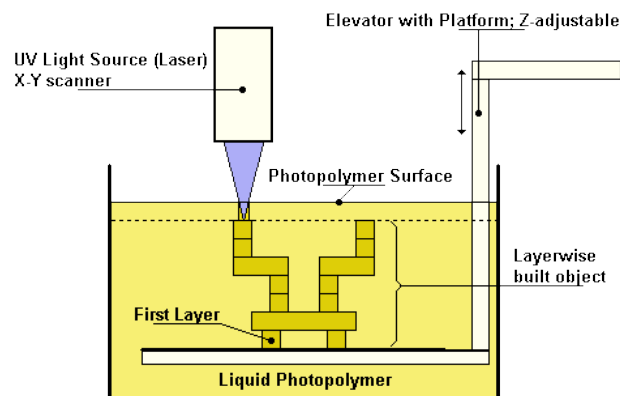 Elevator with Platform; Z-adjustable
UV Light Source (Laser)
X-Y scanner
Photopolymer Surface
Layerwise
built object
First Layer
Liquid Photopolymer